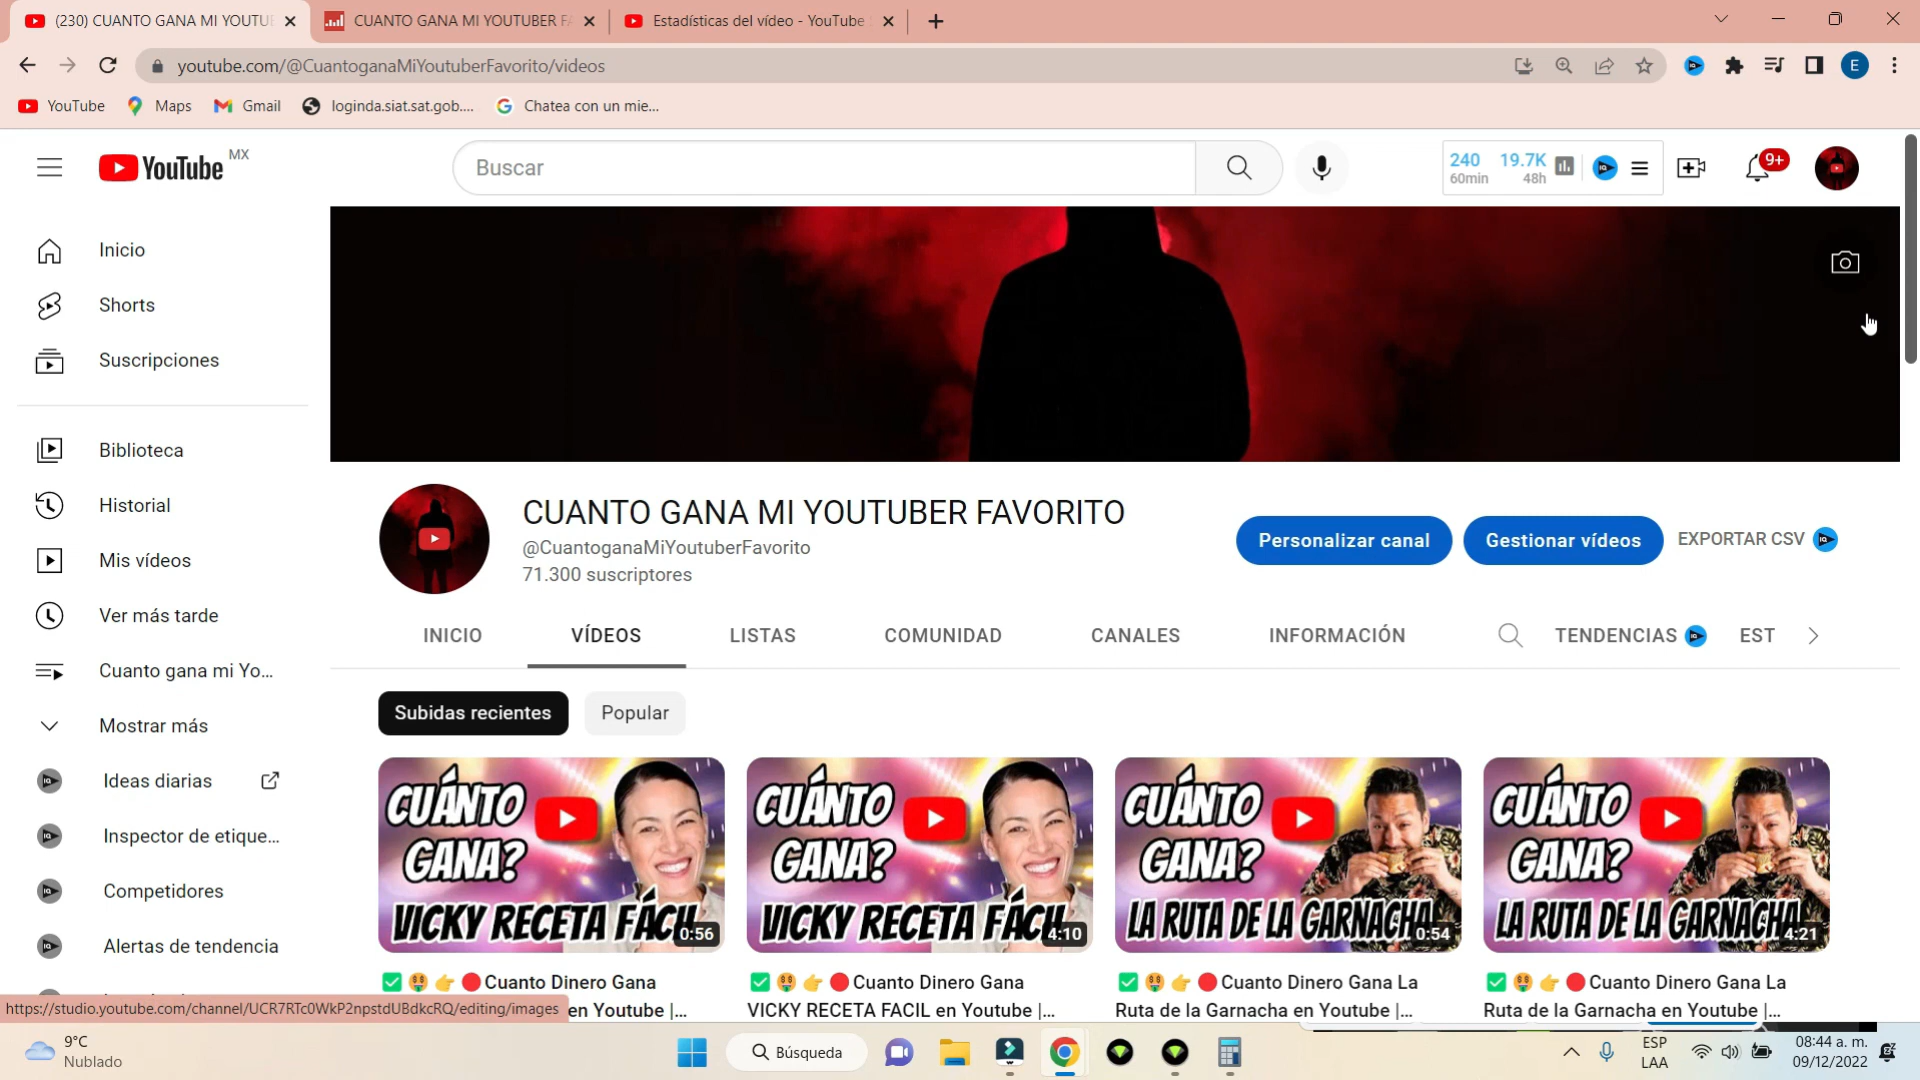 (230) CUANTO GANA MI YOUTU
CUANTO GANA MI YOUTUBER F
Estadísticas del vídeo - YouTube
youtube.com/@CuantoganaMiYoutuberFavorito/videos
E
YouTube
Maps
Gmail
loginda.siat.sat.gob....
Chatea con un mie...
YouTube MX
Buscar
240 19.7K
60min 48h
9+
Inicio
Shorts
Suscripciones
Biblioteca
Historial
Mis vídeos
Ver más tarde
Cuanto gana mi Yo...
Mostrar más
Ideas diarias
Inspector de etique...
Competidores
Alertas de tendencia
CUANTO GANA MI YOUTUBER FAVORITO
@CuantoganaMiYoutuberFavorito
71.300 suscriptores
Personalizar canal
Gestionar vídeos
EXPORTAR CSV
INICIO
VÍDEOS
LISTAS
COMUNIDAD
CANALES
INFORMACIÓN
TENDENCIAS
EST
Subidas recientes
Popular
CUÁNTO
GANA?
VICKY RECETA FÁCIL
0:56
CUÁNTO
GANA?
VICKY RECETA FÁCIL
4:10
CUÁNTO
GANA?
LA RUTA DE LA GARNACHA
0:54
CUÁNTO
GANA?
LA RUTA DE LA GARNACHA
4:21
Cuanto Dinero Gana
en Youtube |...
Cuanto Dinero Gana
VICKY RECETA FACIL en Youtube |...
Cuanto Dinero Gana La
Ruta de la Garnacha en Youtube |...
Cuanto Dinero Gana La
Ruta de la Garnacha en Youtube |...
https://studio.youtube.com/channel/UCR7RTc0WkP2npstdUBdkcRQ/editing/images
9°C
Nublado
Búsqueda
ESP
LAA
08:44 a. m.
09/12/2022